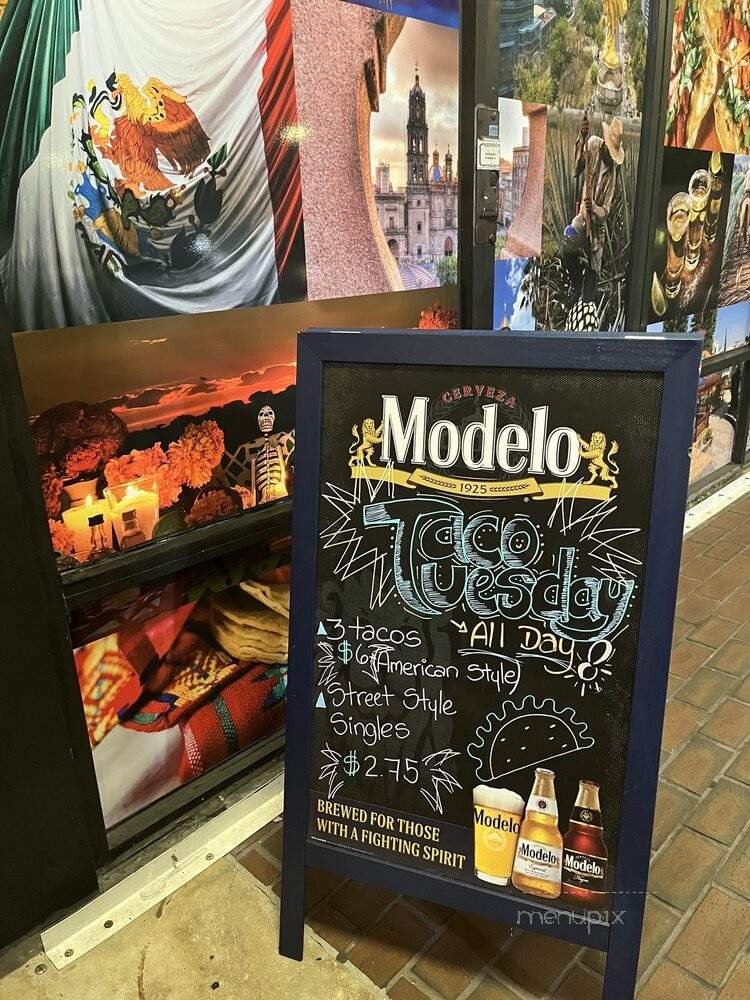 CERVEZA
Modelo
1925
Taco
Tuesday
All Day!
3 tacos
$6 (American Style)
Street Style
Singles
$2.75
BREWED FOR THOSE
WITH A FIGHTING SPIRIT
Modelo
Modelo
Modelo
menupix